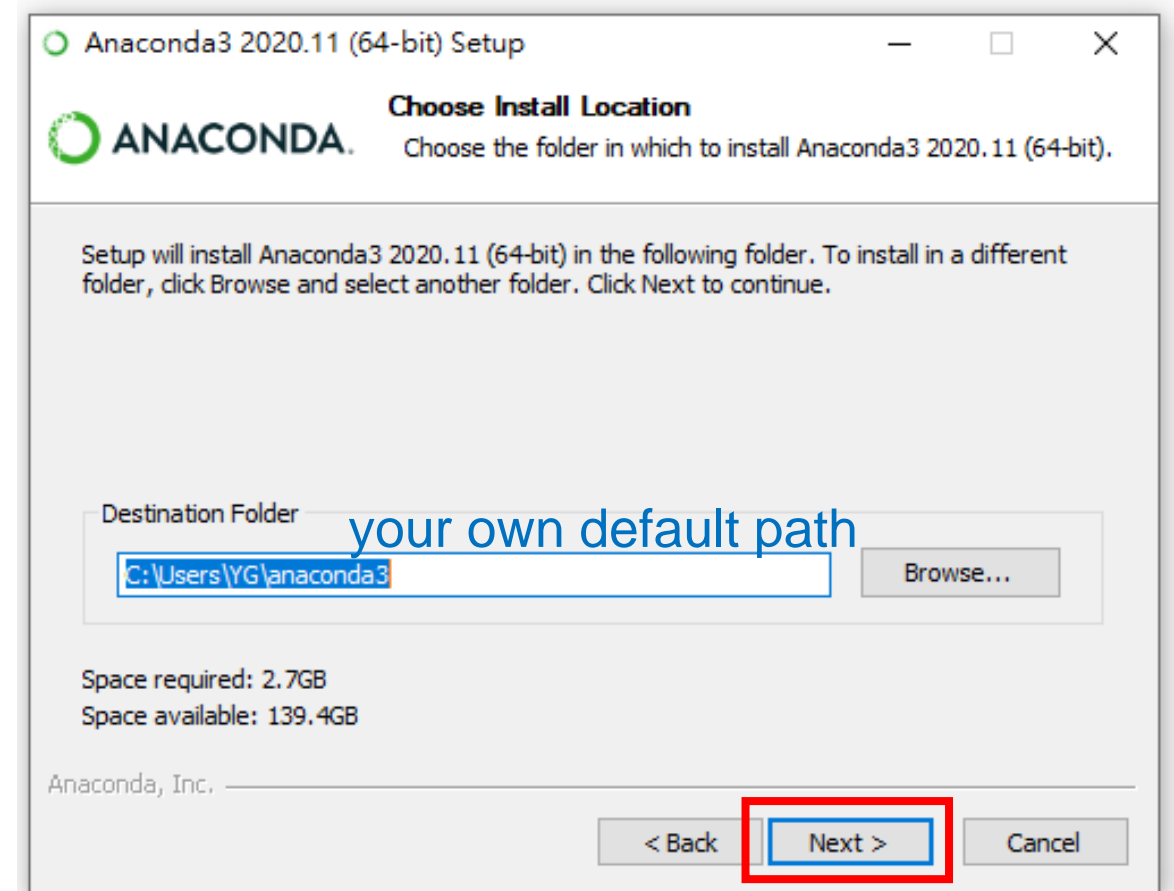 Anaconda3 2020.11 (64-bit) Setup
ANACONDA.
Choose Install Location
Choose the folder in which to install Anaconda3 2020.11 (64-bit).
Setup will install Anaconda3 2020.11 (64-bit) in the following folder. To install in a different
folder, click Browse and select another folder. Click Next to continue.
Destination Folder
your own default path
C:\Users\YG\anaconda3
Browse...
Space required: 2.7GB
Space available: 139.4GB
Anaconda, Inc.
< Back
Next >
Cancel